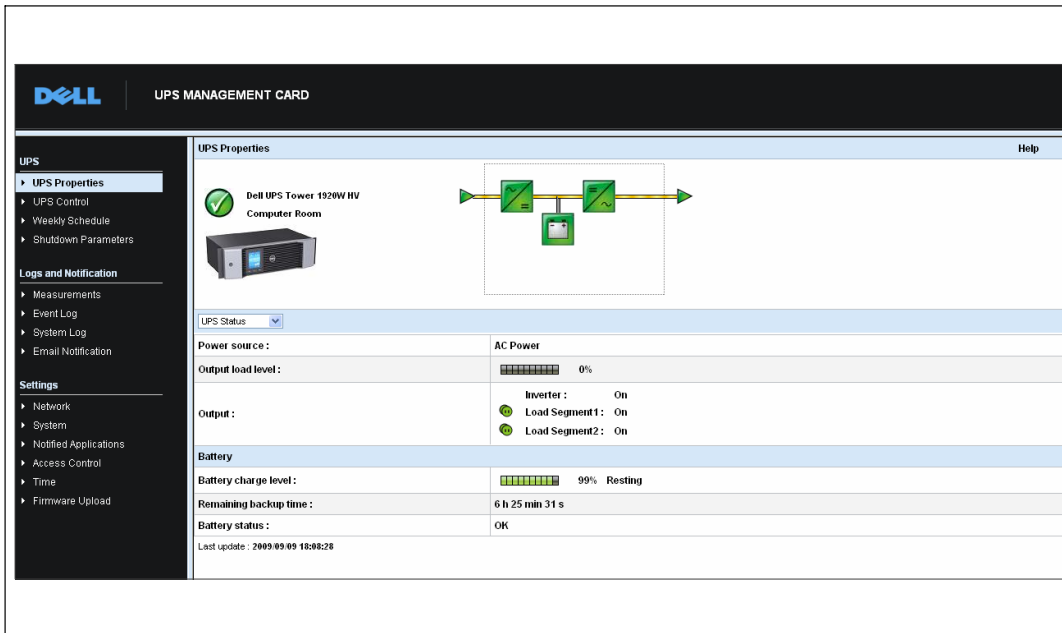 DELL
UPS MANAGEMENT CARD
UPS
UPS Properties
UPS Control
Weekly Schedule
Shutdown Parameters
Logs and Notification
Measurements
Event Log
System Log
Email Notification
Settings
Network
System
Notified Applications
Access Control
Time
Firmware Upload
UPS Properties Help
Dell UPS Tower 1920W HV
Computer Room
UPS Status
Power source : AC Power
Output load level : 0%
Output :
Inverter : On
Load Segment1 : On
Load Segment2 : On
Battery
Battery charge level : 99% Resting
Remaining backup time : 6 h 25 min 31 s
Battery status : OK
Last update : 2009/09/09 18:08:28